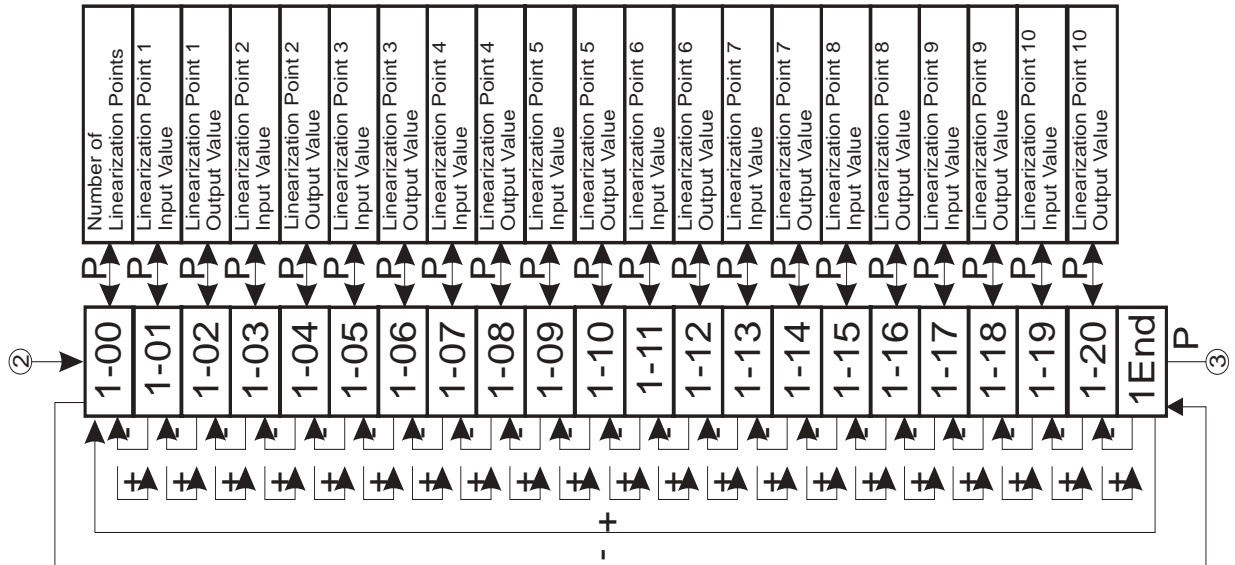 ②
1-00
P
Number of
Linearization Points
1-01
P
Linearization Point 1
Input Value
1-02
P
Linearization Point 1
Output Value
1-03
P
Linearization Point 2
Input Value
1-04
P
Linearization Point 2
Output Value
1-05
P
Linearization Point 3
Input Value
1-06
P
Linearization Point 3
Output Value
1-07
P
Linearization Point 4
Input Value
1-08
P
Linearization Point 4
Output Value
1-09
P
Linearization Point 5
Input Value
1-10
P
Linearization Point 5
Output Value
1-11
P
Linearization Point 6
Input Value
1-12
P
Linearization Point 6
Output Value
1-13
P
Linearization Point 7
Input Value
1-14
P
Linearization Point 7
Output Value
1-15
P
Linearization Point 8
Input Value
1-16
P
Linearization Point 8
Output Value
1-17
P
Linearization Point 9
Input Value
1-18
P
Linearization Point 9
Output Value
1-19
P
Linearization Point 10
Input Value
1-20
P
Linearization Point 10
Output Value
1End
P
③
- - - - - - - - - - - - - - - - - - - - -
+ + + + + + + + + + + + + + + + + + + + +
+
-